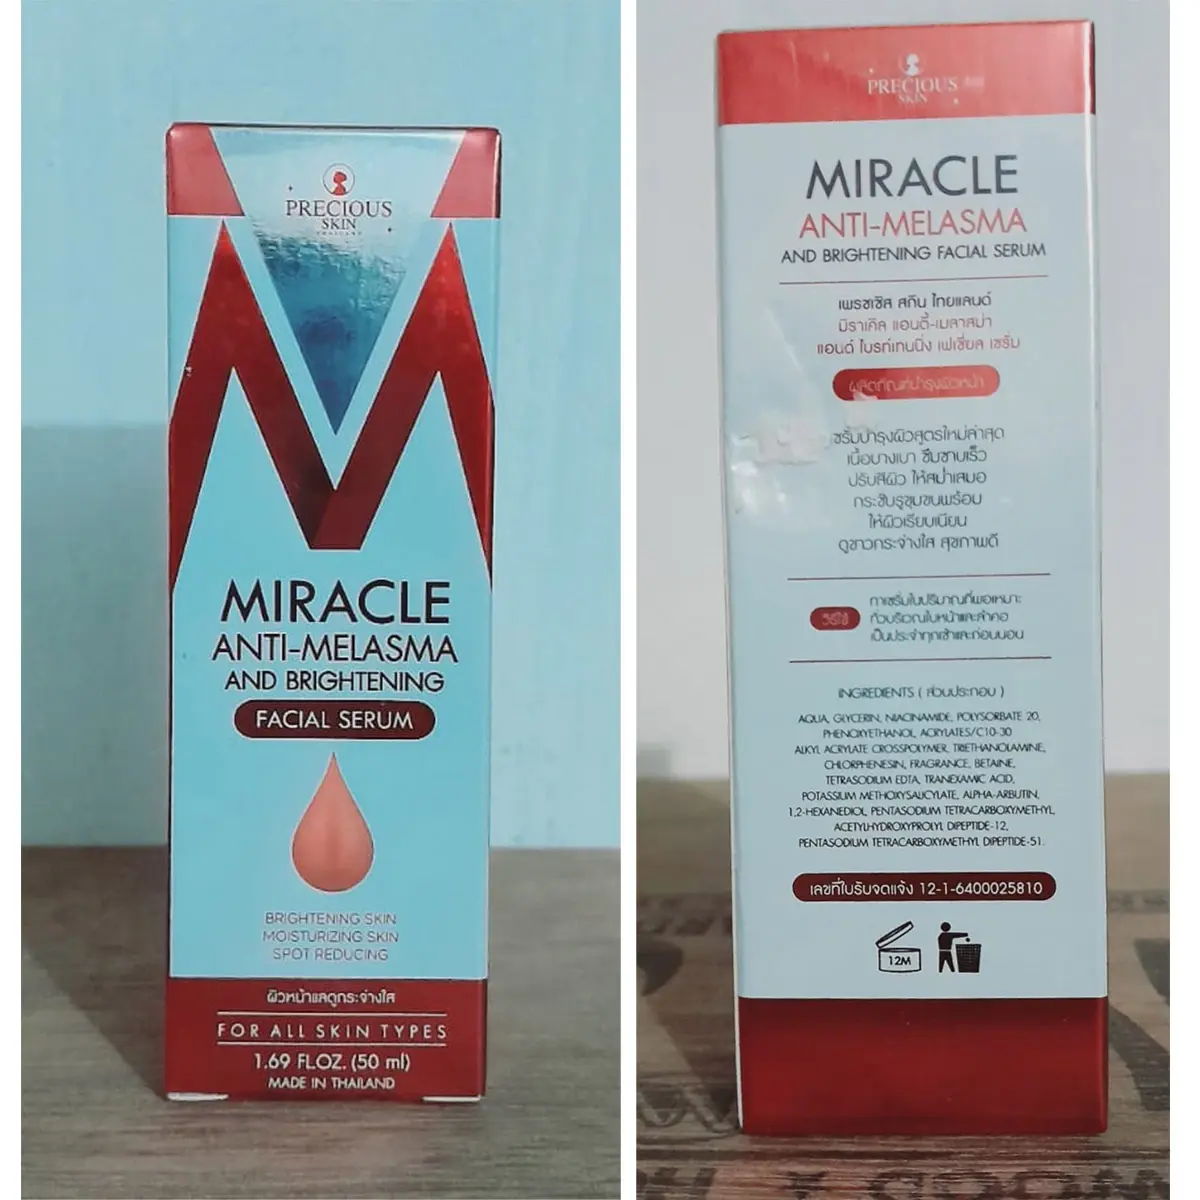 PRECIOUS
SKIN
THAILAND
MIRACLE
ANTI-MELASMA
AND BRIGHTENING
FACIAL SERUM
BRIGHTENING SKIN
MOISTURIZING SKIN
SPOT REDUCING
ผิวหน้าแลดูกระจ่างใส
FOR ALL SKIN TYPES
1.69 FLOZ. (50 ml)
MADE IN THAILAND
PRECIOUS
SKIN
MIRACLE
ANTI-MELASMA
AND BRIGHTENING FACIAL SERUM
เพรชเชิส สกิน ไทยแลนด์
มิราเคิล แอนตี้-เมลาสม่า
แอนด์ ไบรท์เทนนิ่ง เฟเชี่ยล เซรั่ม
ผลิตภัณฑ์บำรุงผิวหน้า
เซรั่มบำรุงผิวสูตรใหม่ล่าสุด
เนื้อบางเบา ซึมซาบเร็ว
ปรับสีผิว ให้สม่ำเสมอ
กระชับรูขุมขนพร้อม
ให้ผิวเรียบเนียน
ดูขาวกระจ่างใส สุขภาพดี
วิธีใช้
ทาเซรั่มในปริมาณที่พอเหมาะ
ทั่วบริเวณใบหน้าและลำคอ
เป็นประจำทุกเช้าและก่อนนอน
INGREDIENTS ( ส่วนประกอบ )
AQUA, GLYCERIN, NIACINAMIDE, POLYSORBATE 20,
PHENOXYETHANOL, ACRYLATES/C10-30
ALKYL ACRYLATE CROSSPOLYMER, TRIETHANOLAMINE,
CHLORPHENESIN, FRAGRANCE, BETAINE,
TETRASODIUM EDTA, TRANEXAMIC ACID,
POTASSIUM METHOXYSALICYLATE, ALPHA-ARBUTIN,
1,2-HEXANEDIOL, PENTASODIUM TETRACARBOXYMETHYL,
ACETYLHYDROXYPROLYL DIPEPTIDE-12,
PENTASODIUM TETRACARBOXYMETHYL DIPEPTIDE-51.
เลขที่ใบรับจดแจ้ง 12-1-6400025810
12M